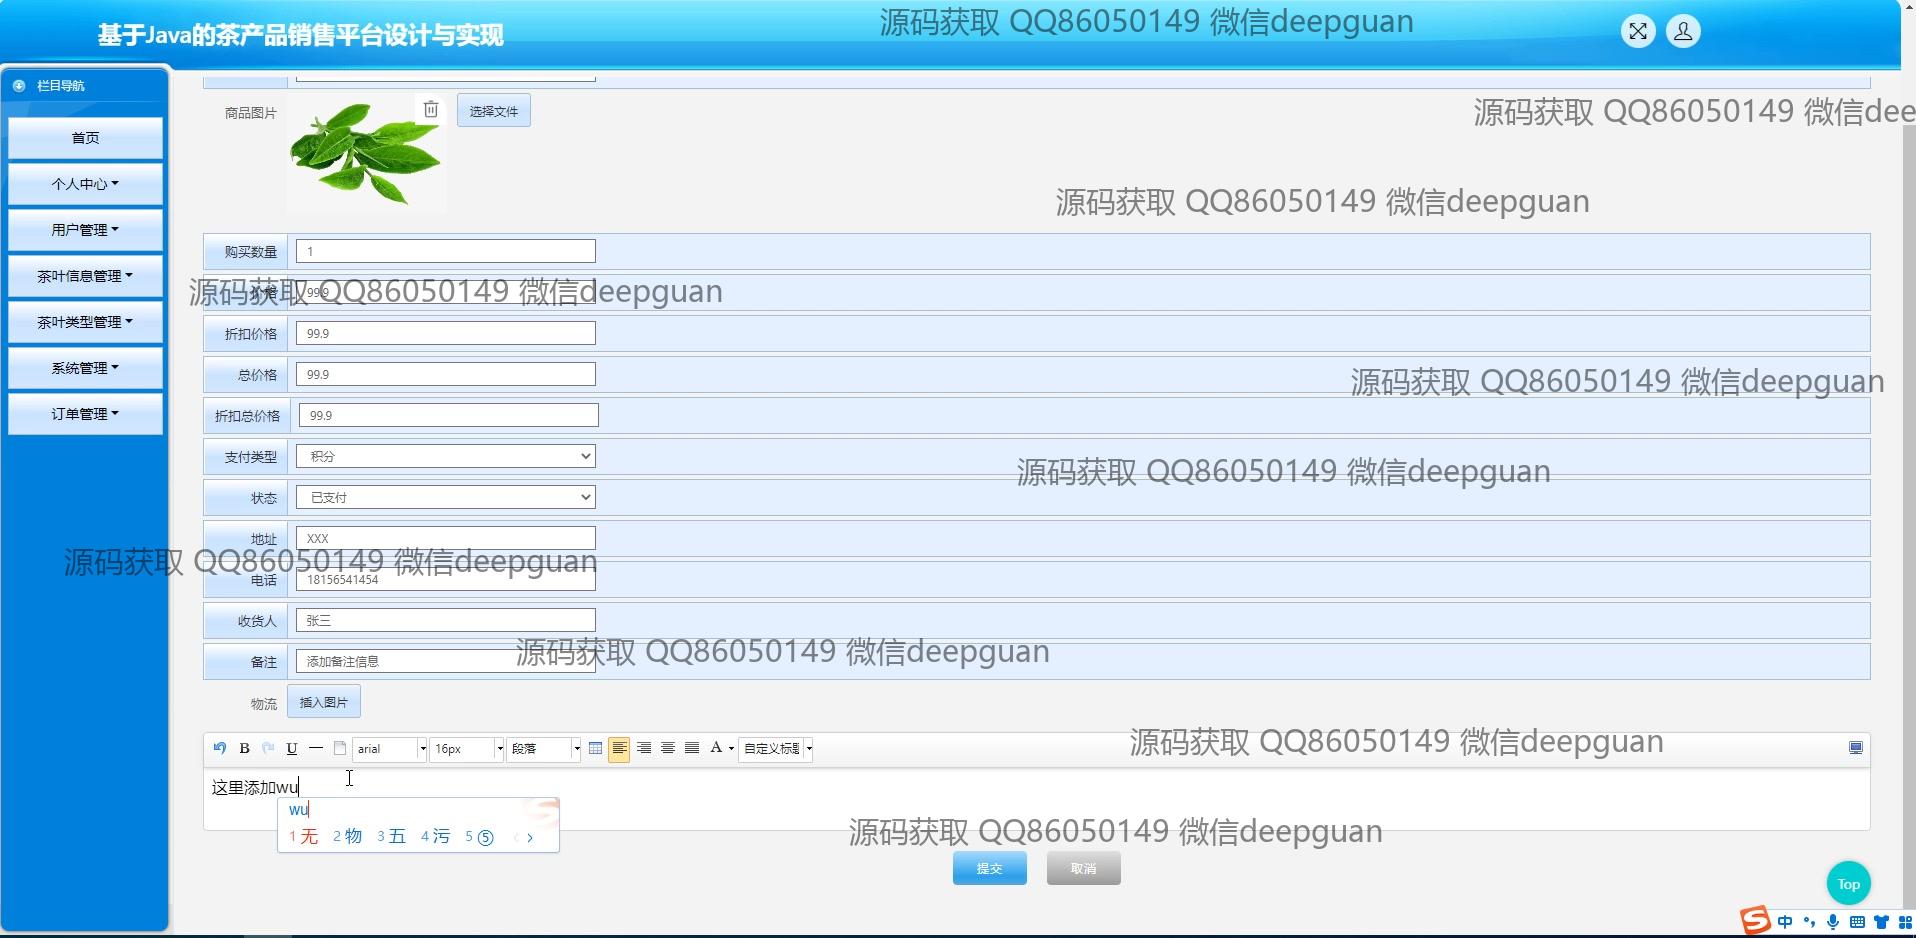 基于Java的茶产品销售平台设计与实现
源码获取 QQ86050149 微信deepguan
栏目导航
首页
个人中心
用户管理
茶叶信息管理
茶叶类型管理
系统管理
订单管理
商品图片
选择文件
源码获取 QQ86050149 微信dee
源码获取 QQ86050149 微信deepguan
购买数量 1
价格 99.9
源码获取 QQ86050149 微信deepguan
折扣价格 99.9
总价格 99.9
源码获取 QQ86050149 微信deepguan
折扣总价格 99.9
支付类型 积分
源码获取 QQ86050149 微信deepguan
状态 已支付
地址 XXX
源码获取 QQ86050149 微信deepguan
电话 18156541454
收货人 张三
备注 添加备注信息
源码获取 QQ86050149 微信deepguan
物流 插入图片
B U arial 16px 段落 A 自定义标题
源码获取 QQ86050149 微信deepguan
这里添加wu
wu
1 无 2 物 3 五 4 污 5 ⑤
源码获取 QQ86050149 微信deepguan
提交 取消
Top
中